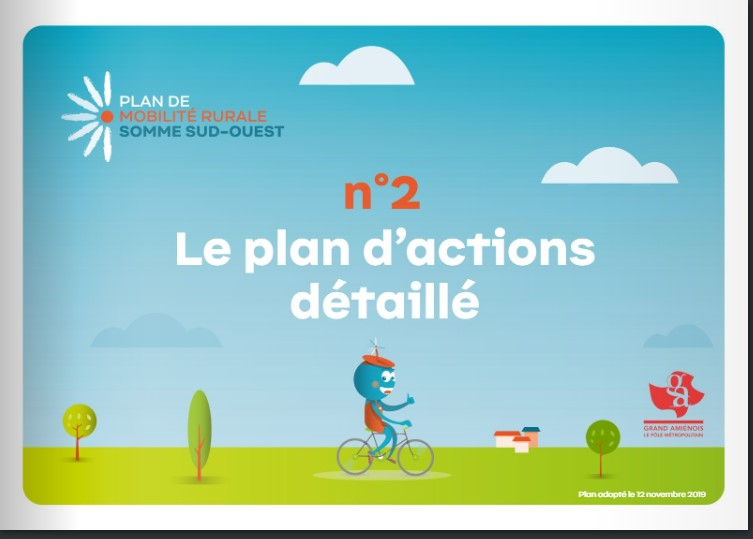 PLAN DE
MOBILITÉ RURALE
SOMME SUD-OUEST
n°2
Le plan d’actions
détaillé
ga
GRAND AMIÉNOIS
LE PÔLE MÉTROPOLITAIN
Plan adopté le 12 novembre 2019